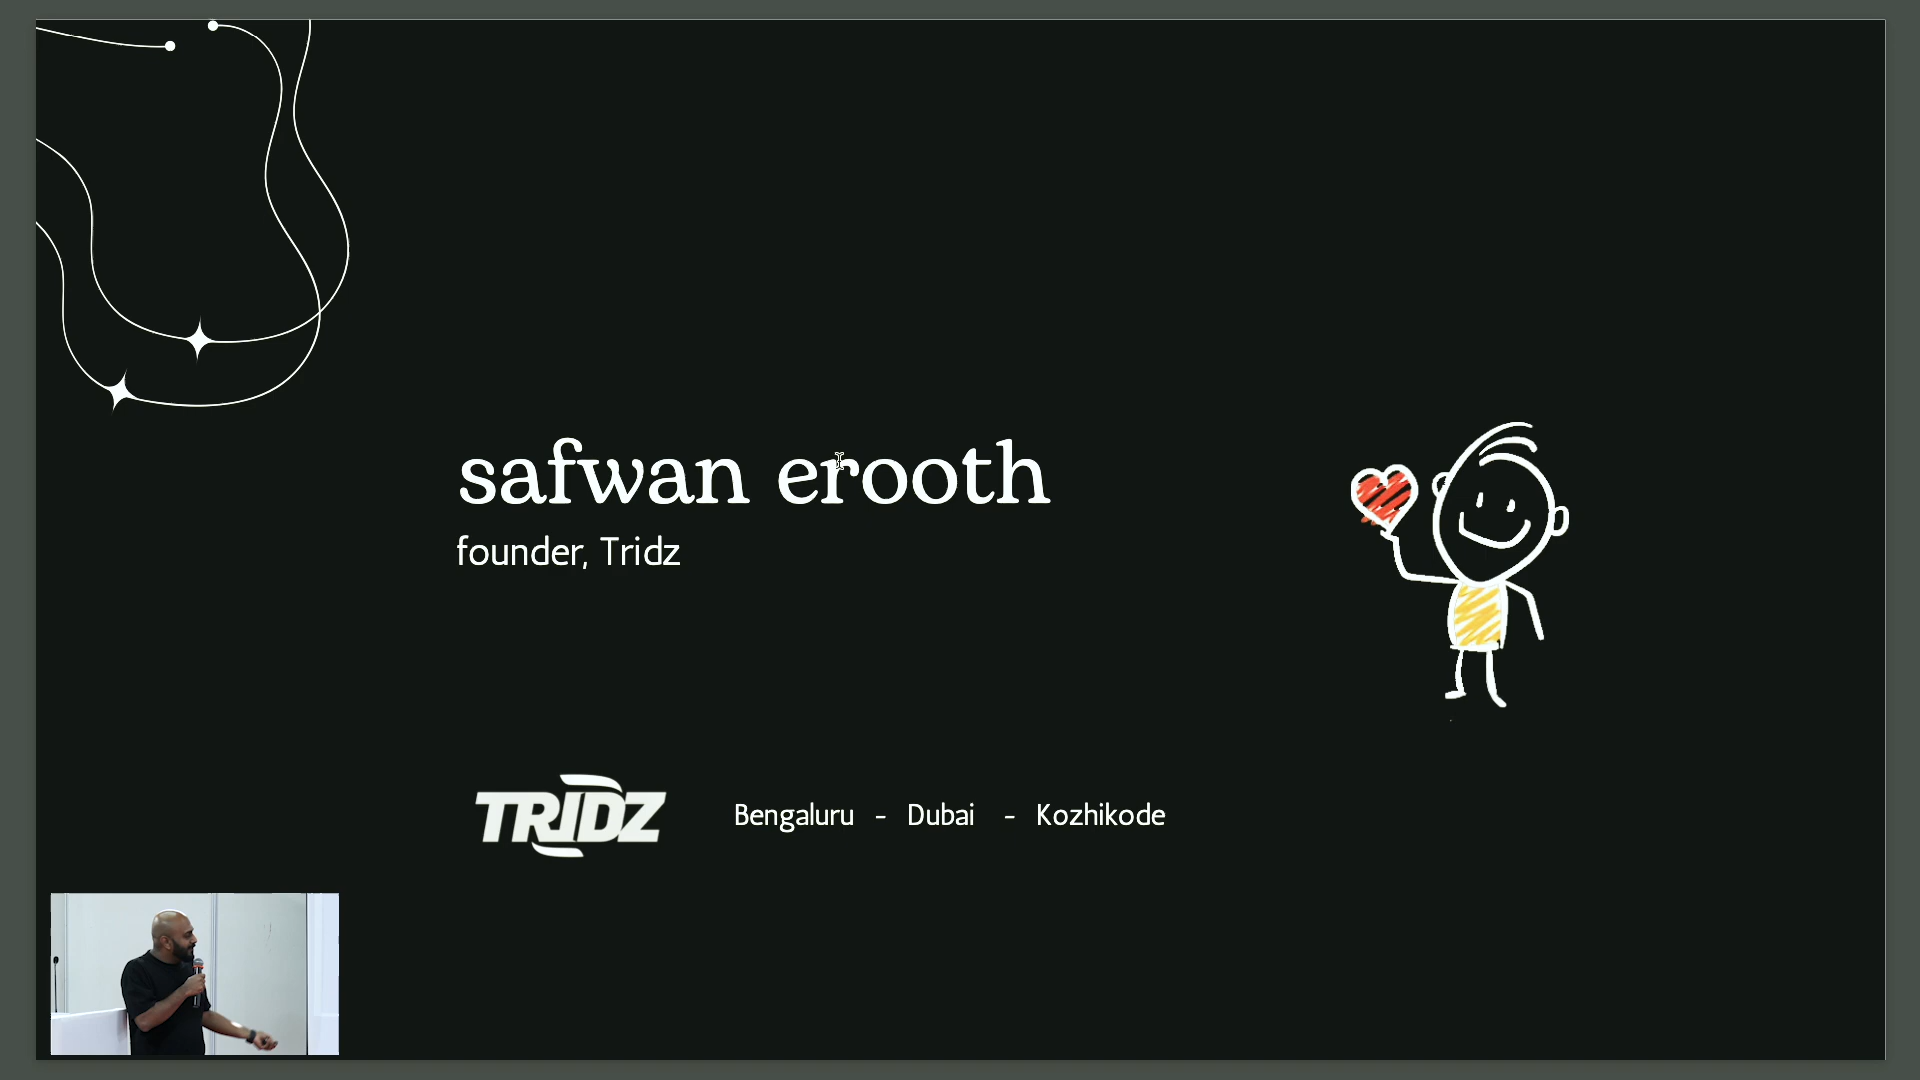 safwan erooth
founder, Tridz
TRIDZ
Bengaluru - Dubai - Kozhikode